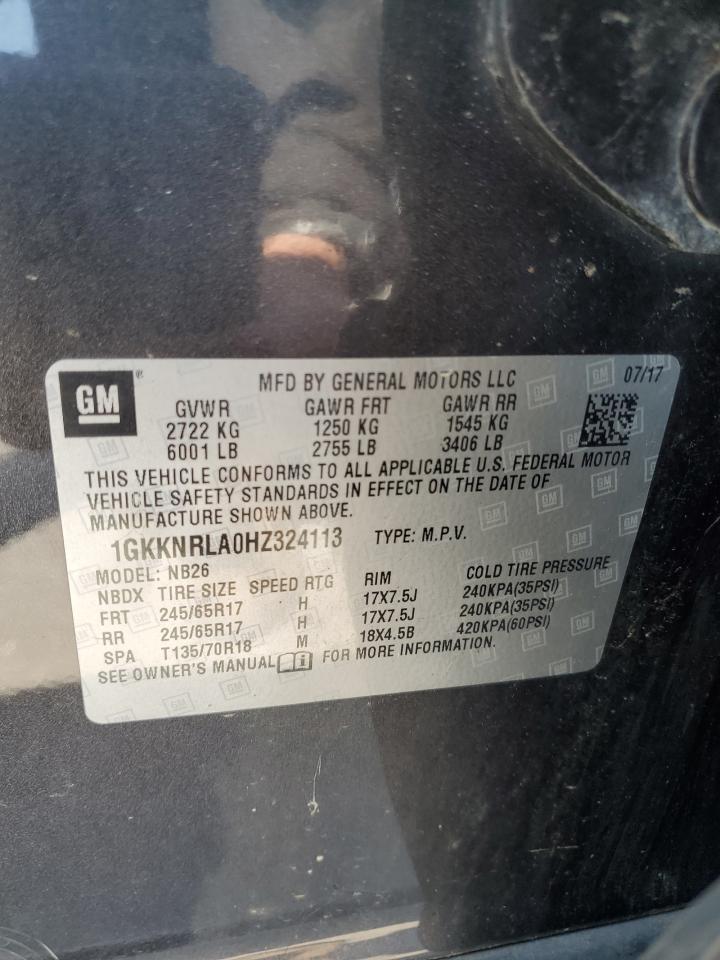 GM ® MFD BY GENERAL MOTORS LLC 07/17
GVWR GAWR FRT GAWR RR
2722 KG 1250 KG 1545 KG
6001 LB 2755 LB 3406 LB
THIS VEHICLE CONFORMS TO ALL APPLICABLE U.S. FEDERAL MOTOR
VEHICLE SAFETY STANDARDS IN EFFECT ON THE DATE OF
MANUFACTURE SHOWN ABOVE.
1GKKNRLA0HZ324113 TYPE: M.P.V.
MODEL: NB26
NBDX TIRE SIZE SPEED RTG RIM COLD TIRE PRESSURE
FRT 245/65R17 H 17X7.5J 240KPA(35PSI)
RR 245/65R17 H 17X7.5J 240KPA(35PSI)
SPA T135/70R18 M 18X4.5B 420KPA(60PSI)
SEE OWNER'S MANUAL i FOR MORE INFORMATION.